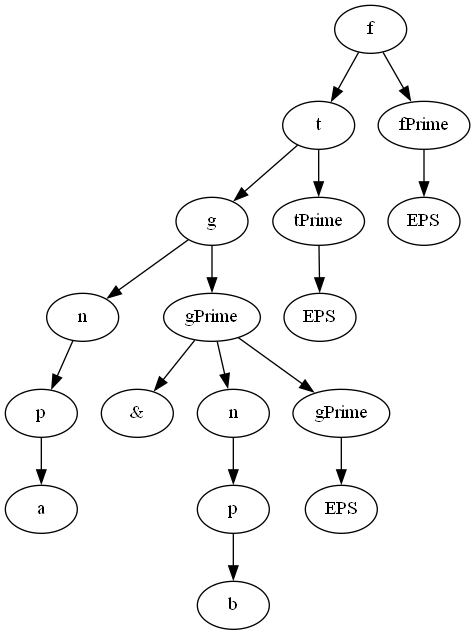 f
t fPrime
g tPrime EPS
n gPrime EPS
p & n gPrime
a p EPS
b